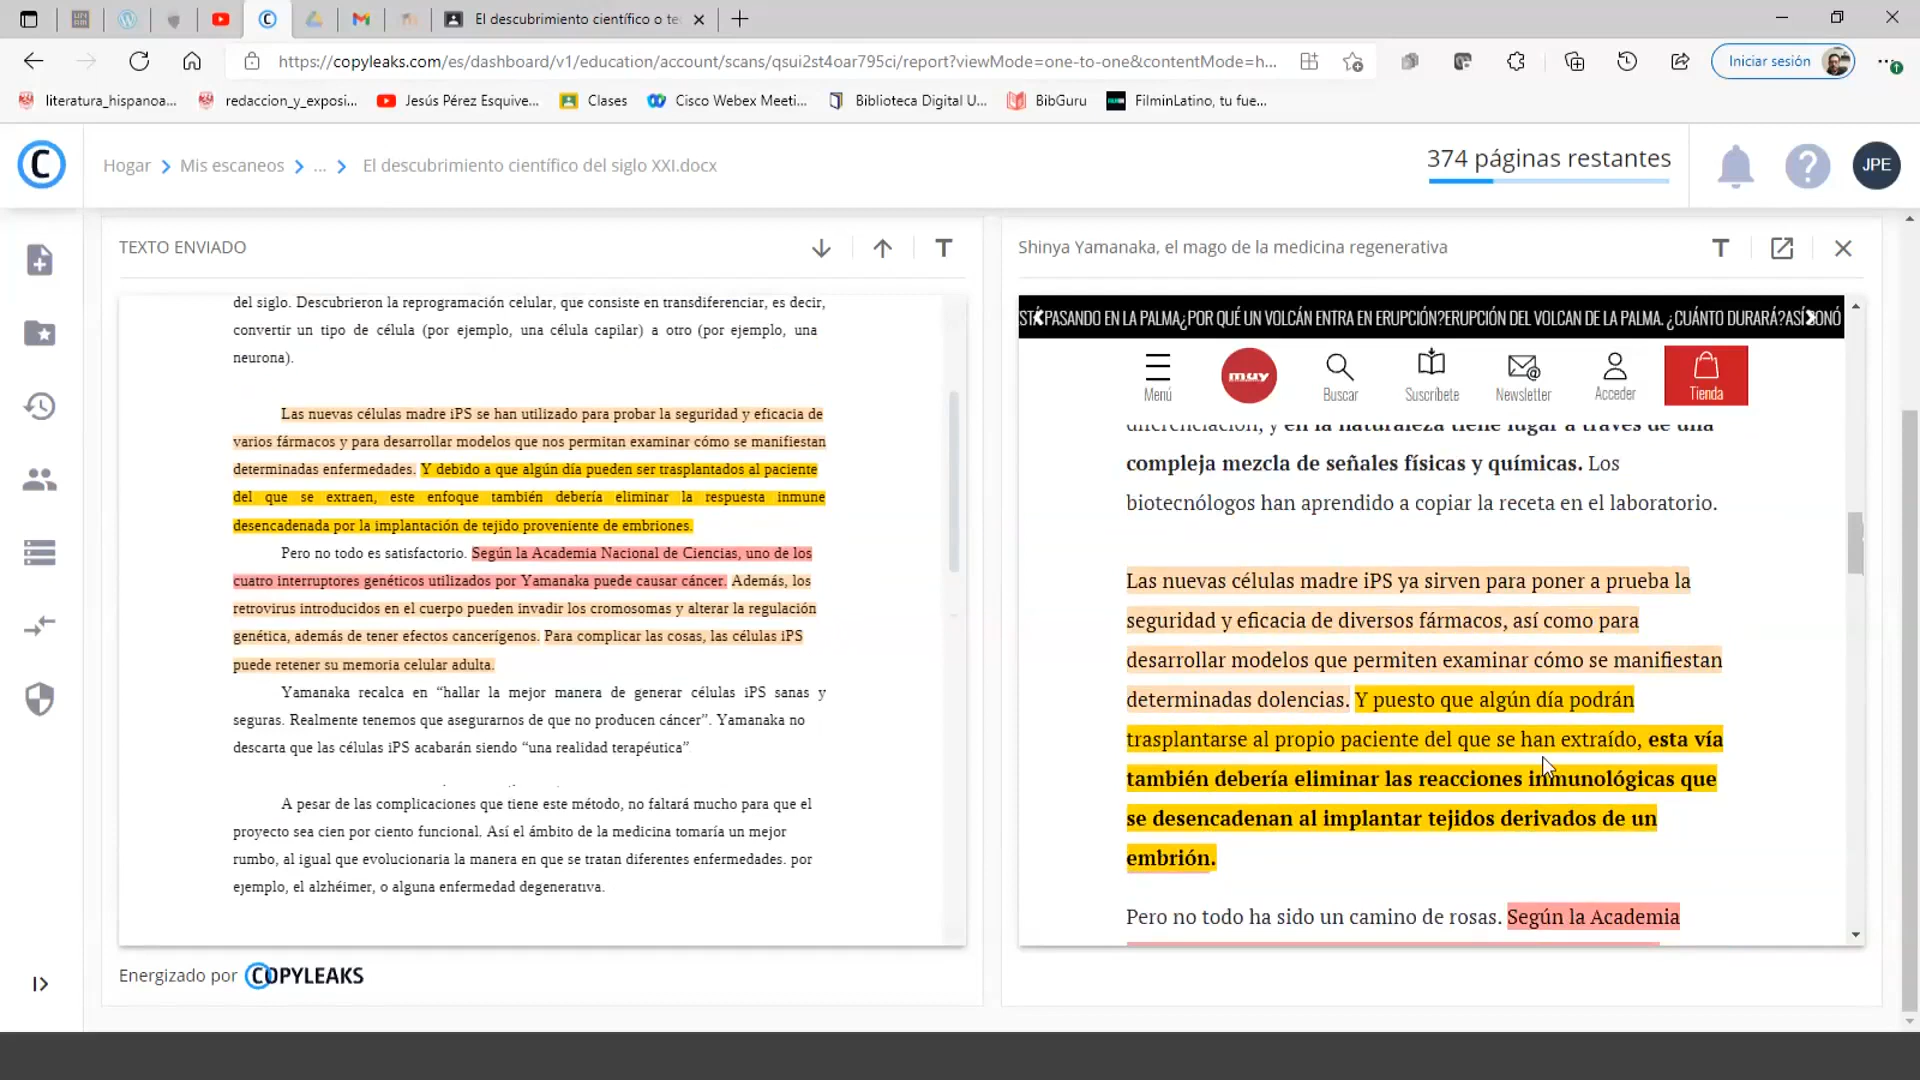 El descubrimiento científico o te
https://copyleaks.com/es/dashboard/v1/education/account/scans/qsui2st4oar795ci/report?viewMode=one-to-one&contentMode=h...
Iniciar sesión
literatura_hispanoa...
redaccion_y_exposi...
Jesús Pérez Esquive...
Clases
Cisco Webex Meeti...
Biblioteca Digital U...
BibGuru
FilminLatino, tu fue...
C
Hogar > Mis escaneos > ... > El descubrimiento científico del siglo XXI.docx
374 páginas restantes
JPE
TEXTO ENVIADO
T
del siglo. Descubrieron la reprogramación celular, que consiste en transdiferenciar, es decir,
convertir un tipo de célula (por ejemplo, una célula capilar) a otro (por ejemplo, una
neurona).
Las nuevas células madre iPS se han utilizado para probar la seguridad y eficacia de
varios fármacos y para desarrollar modelos que nos permitan examinar cómo se manifiestan
determinadas enfermedades. Y debido a que algún día pueden ser trasplantados al paciente
del que se extraen, este enfoque también debería eliminar la respuesta inmune
desencadenada por la implantación de tejido proveniente de embriones.
Pero no todo es satisfactorio. Según la Academia Nacional de Ciencias, uno de los
cuatro interruptores genéticos utilizados por Yamanaka puede causar cáncer. Además, los
retrovirus introducidos en el cuerpo pueden invadir los cromosomas y alterar la regulación
genética, además de tener efectos cancerígenos. Para complicar las cosas, las células iPS
puede retener su memoria celular adulta.
Yamanaka recalca en “hallar la mejor manera de generar células iPS sanas y
seguras. Realmente tenemos que asegurarnos de que no producen cáncer”. Yamanaka no
descarta que las células iPS acabarán siendo “una realidad terapéutica”
A pesar de las complicaciones que tiene este método, no faltará mucho para que el
proyecto sea cien por ciento funcional. Así el ámbito de la medicina tomaría un mejor
rumbo, al igual que evolucionaria la manera en que se tratan diferentes enfermedades. por
ejemplo, el alzhéimer, o alguna enfermedad degenerativa.
Energizado por COPYLEAKS
Shinya Yamanaka, el mago de la medicina regenerativa
T
PASANDO EN LA PALMA¿POR QUÉ UN VOLCÁN ENTRA EN ERUPCIÓN?ERUPCIÓN DEL VOLCAN DE LA PALMA. ¿CUÁNTO DURARÁ?ASÍ
Menú
muy
Buscar
Suscríbete
Newsletter
Acceder
Tienda
diferenciación, y en la naturaleza tiene lugar a través de una
compleja mezcla de señales físicas y químicas. Los
biotecnólogos han aprendido a copiar la receta en el laboratorio.
Las nuevas células madre iPS ya sirven para poner a prueba la
seguridad y eficacia de diversos fármacos, así como para
desarrollar modelos que permiten examinar cómo se manifiestan
determinadas dolencias. Y puesto que algún día podrán
trasplantarse al propio paciente del que se han extraído, esta vía
también debería eliminar las reacciones inmunológicas que
se desencadenan al implantar tejidos derivados de un
embrión.
Pero no todo ha sido un camino de rosas. Según la Academia